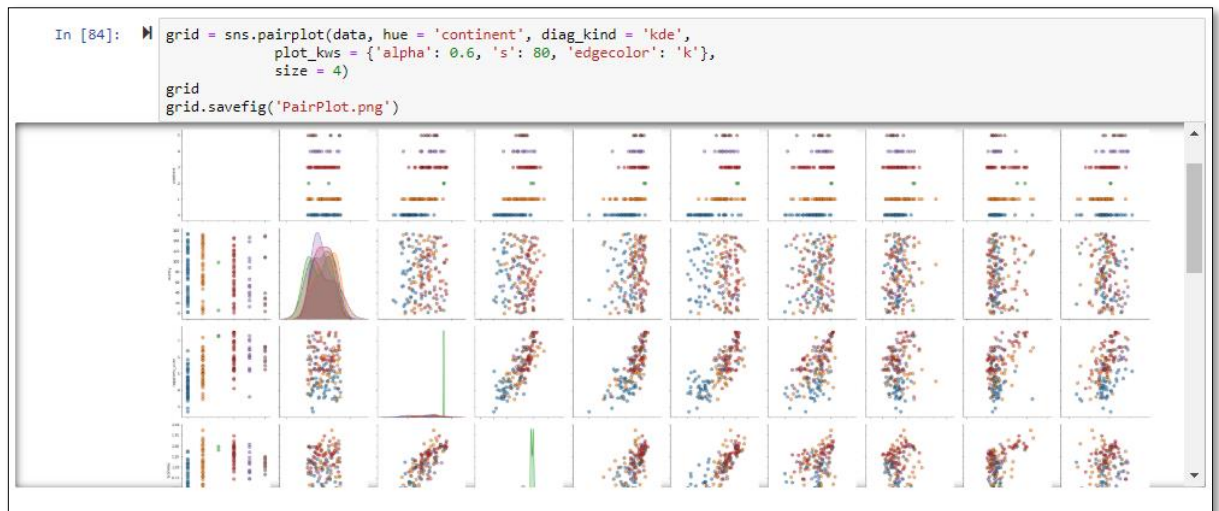 In [84]:
grid = sns.pairplot(data, hue = 'continent', diag_kind = 'kde',
plot_kws = {'alpha': 0.6, 's': 80, 'edgecolor': 'k'},
size = 4)
grid
grid.savefig('PairPlot.png')